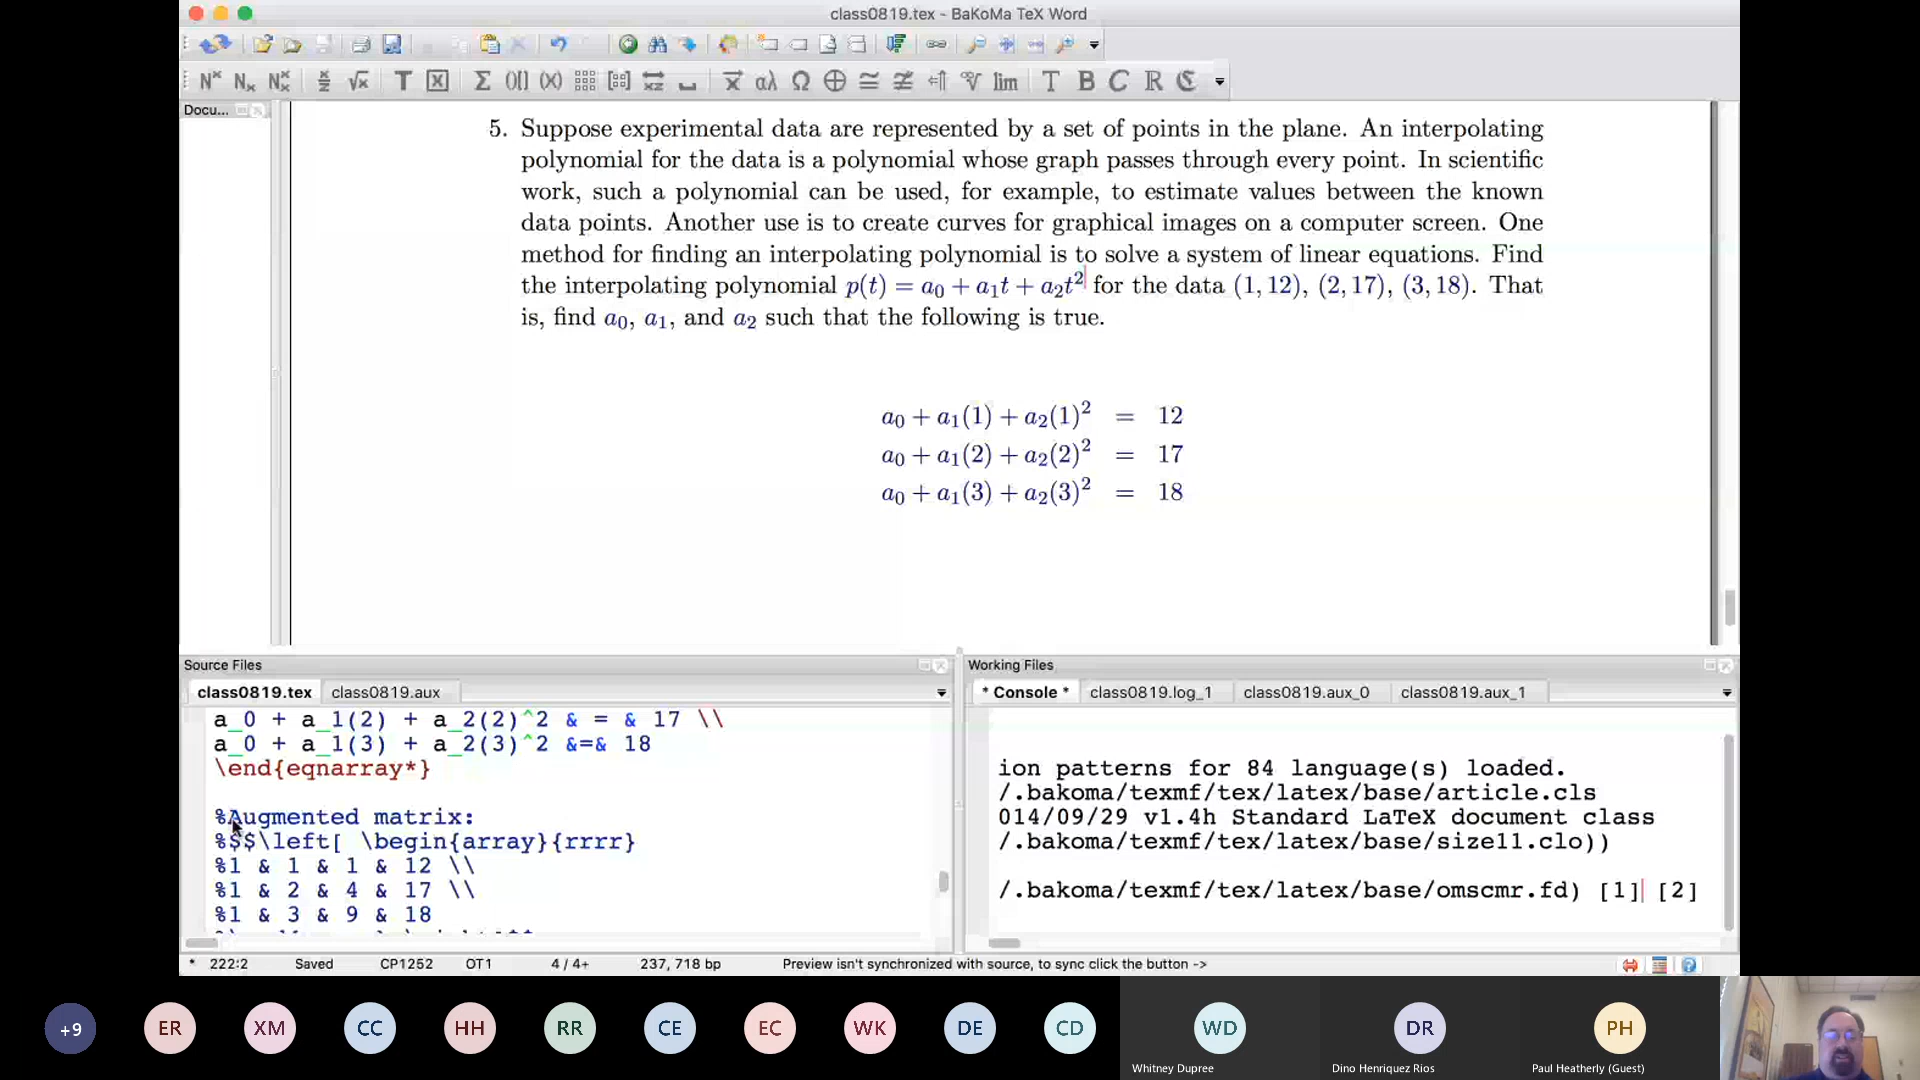 class0819.tex - BaKoMa TeX Word
Docu...
5. Suppose experimental data are represented by a set of points in the plane. An interpolating
polynomial for the data is a polynomial whose graph passes through every point. In scientific
work, such a polynomial can be used, for example, to estimate values between the known
data points. Another use is to create curves for graphical images on a computer screen. One
method for finding an interpolating polynomial is to solve a system of linear equations. Find
the interpolating polynomial p(t) = a₀ + a₁t + a₂t² for the data (1, 12), (2, 17), (3, 18). That
is, find a₀, a₁, and a₂ such that the following is true.
a₀ + a₁(1) + a₂(1)² = 12
a₀ + a₁(2) + a₂(2)² = 17
a₀ + a₁(3) + a₂(3)² = 18
Source Files
class0819.tex class0819.aux
a_0 + a_1(2) + a_2(2)^2 & = & 17 \\
a_0 + a_1(3) + a_2(3)^2 &=& 18
\end{eqnarray*}
%Augmented matrix:
%$$\left[ \begin{array}{rrrr}
%1 & 1 & 1 & 12 \\
%1 & 2 & 4 & 17 \\
%1 & 3 & 9 & 18
Working Files
* Console * class0819.log_1 class0819.aux_0 class0819.aux_1
ion patterns for 84 language(s) loaded.
/.bakoma/texmf/tex/latex/base/article.cls
014/09/29 v1.4h Standard LaTeX document class
/.bakoma/texmf/tex/latex/base/size11.clo))
/.bakoma/texmf/tex/latex/base/omscmr.fd) [1] [2]
* 222:2 Saved CP1252 OT1 4 / 4+ 237, 718 bp Preview isn't synchronized with source, to sync click the button ->
+9 ER XM CC HH RR CE EC WK DE CD WD DR PH
Whitney Dupree Dino Henriquez Rios Paul Heatherly (Guest)